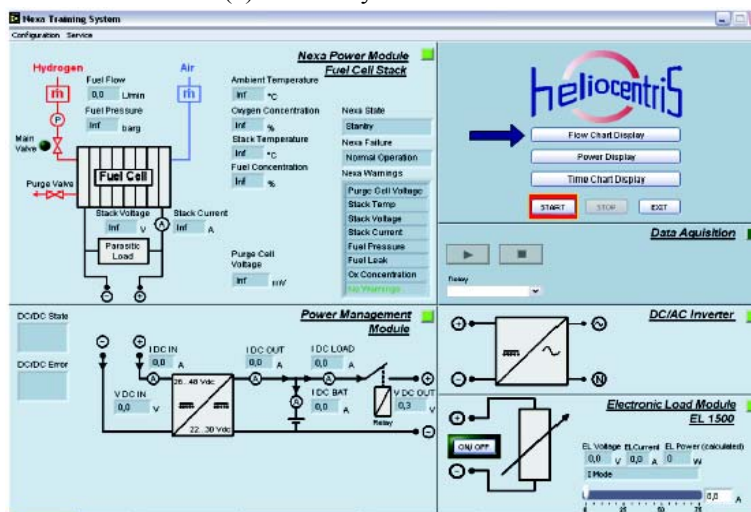 Nexa Training System
Configuration Service
Nexa Power Module
Fuel Cell Stack
Hydrogen
Air
Fuel Flow
0,0 L/min
m
m
Fuel Pressure
Inf barg
P
Main
Valve
Fuel Cell
Purge Valve
Stack Voltage
Inf V
A
Stack Current
Inf A
Parasitic
Load
Ambient Temperature
Inf °C
Oxygen Concentration
Inf %
Stack Temperature
Inf °C
Fuel Concentration
Inf %
Purge Cell
Voltage
Inf mV
Nexa State
Stanby
Nexa Failure
Normal Operation
Nexa Warnings
Purge Cell Voltage
Stack Temp
Stack Voltage
Stack Current
Fuel Pressure
Fuel Leak
Ox Concentration
No Warnings
heliocentris
Flow Chart Display
Power Display
Time Chart Display
START STOP EXIT
Data Aquisition
Relay
Power Management
Module
DC/DC State
DC/DC Error
I DC IN
0,0 A
I DC OUT
0,0 A
I DC LOAD
0,0 A
A
A
A
A
V DC IN
0,0 V
26...48 Vdc
22...30 Vdc
I DC BAT
0,0 A
Relay
V DC OUT
0,3 V
DC/AC Inverter
N
Electronic Load Module
EL 1500
ON/ OFF
EL Voltage EL Current EL Power (calculated)
0,0 V 0,0 A 0 W
I Mode
0,0 A
0 25 50 75